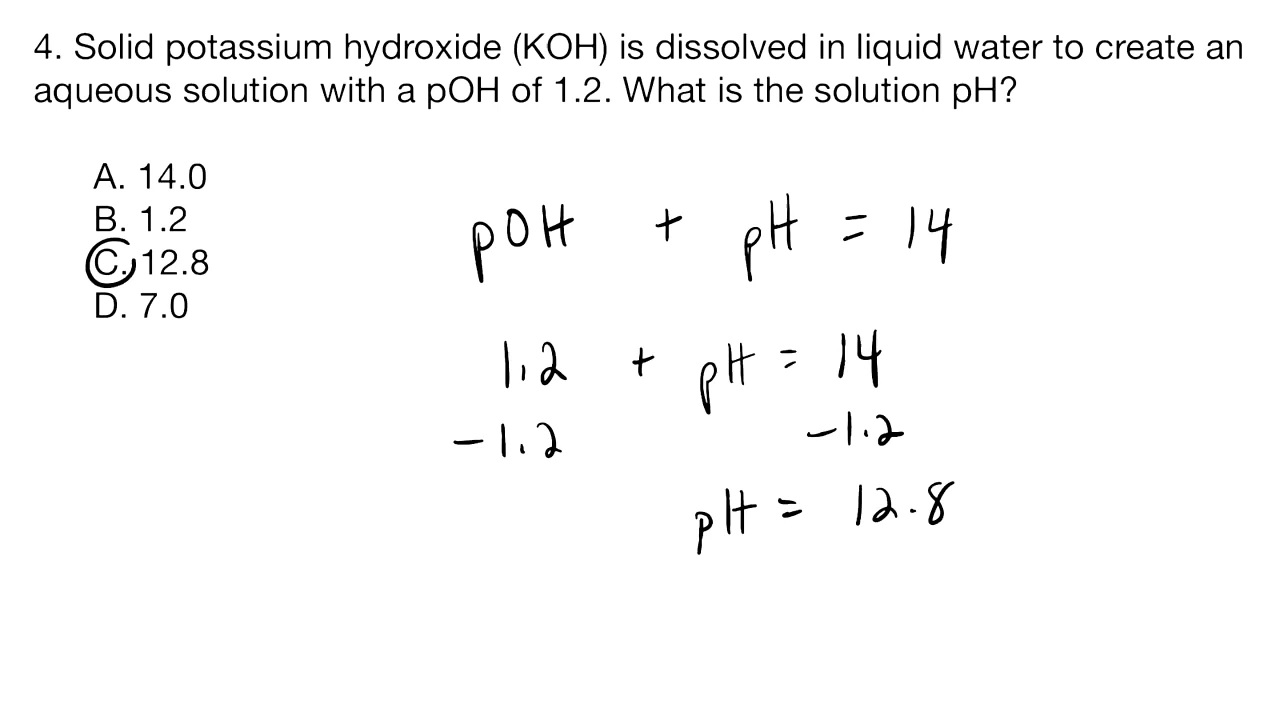 4. Solid potassium hydroxide (KOH) is dissolved in liquid water to create an
aqueous solution with a pOH of 1.2. What is the solution pH?
A. 14.0
B. 1.2
C. 12.8
D. 7.0
pOH + pH = 14
1.2 + pH = 14
-1.2 -1.2
pH = 12.8